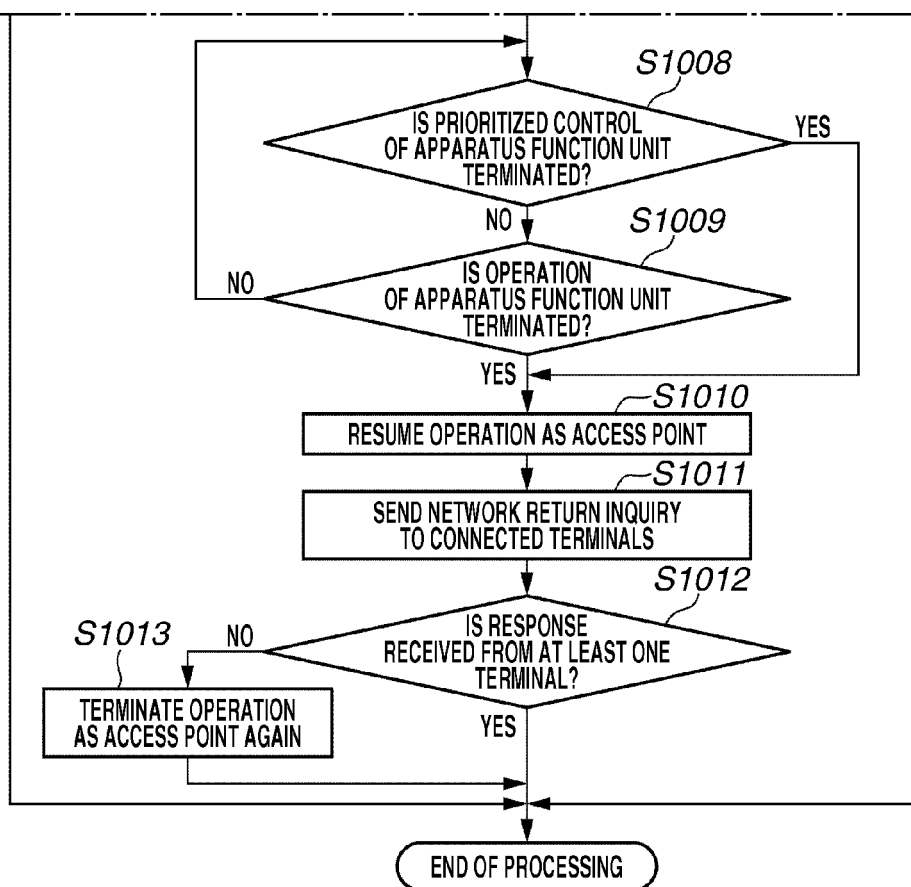 S1008
IS PRIORITIZED CONTROL
OF APPARATUS FUNCTION UNIT
TERMINATED?
YES
NO
S1009
IS OPERATION
OF APPARATUS FUNCTION UNIT
TERMINATED?
NO
YES
S1010
RESUME OPERATION AS ACCESS POINT
S1011
SEND NETWORK RETURN INQUIRY
TO CONNECTED TERMINALS
S1012
IS RESPONSE
RECEIVED FROM AT LEAST ONE
TERMINAL?
NO
S1013
TERMINATE OPERATION
AS ACCESS POINT AGAIN
YES
END OF PROCESSING